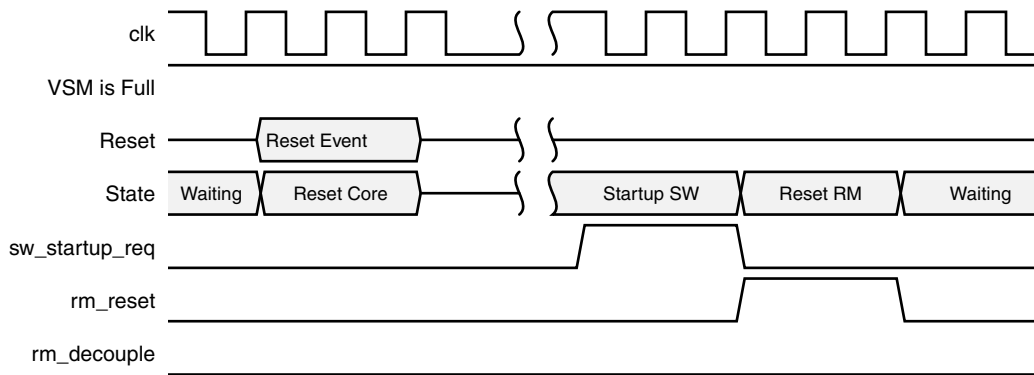 clk
VSM is Full
Reset Reset Event
State Waiting Reset Core Startup SW Reset RM Waiting
sw_startup_req
rm_reset
rm_decouple